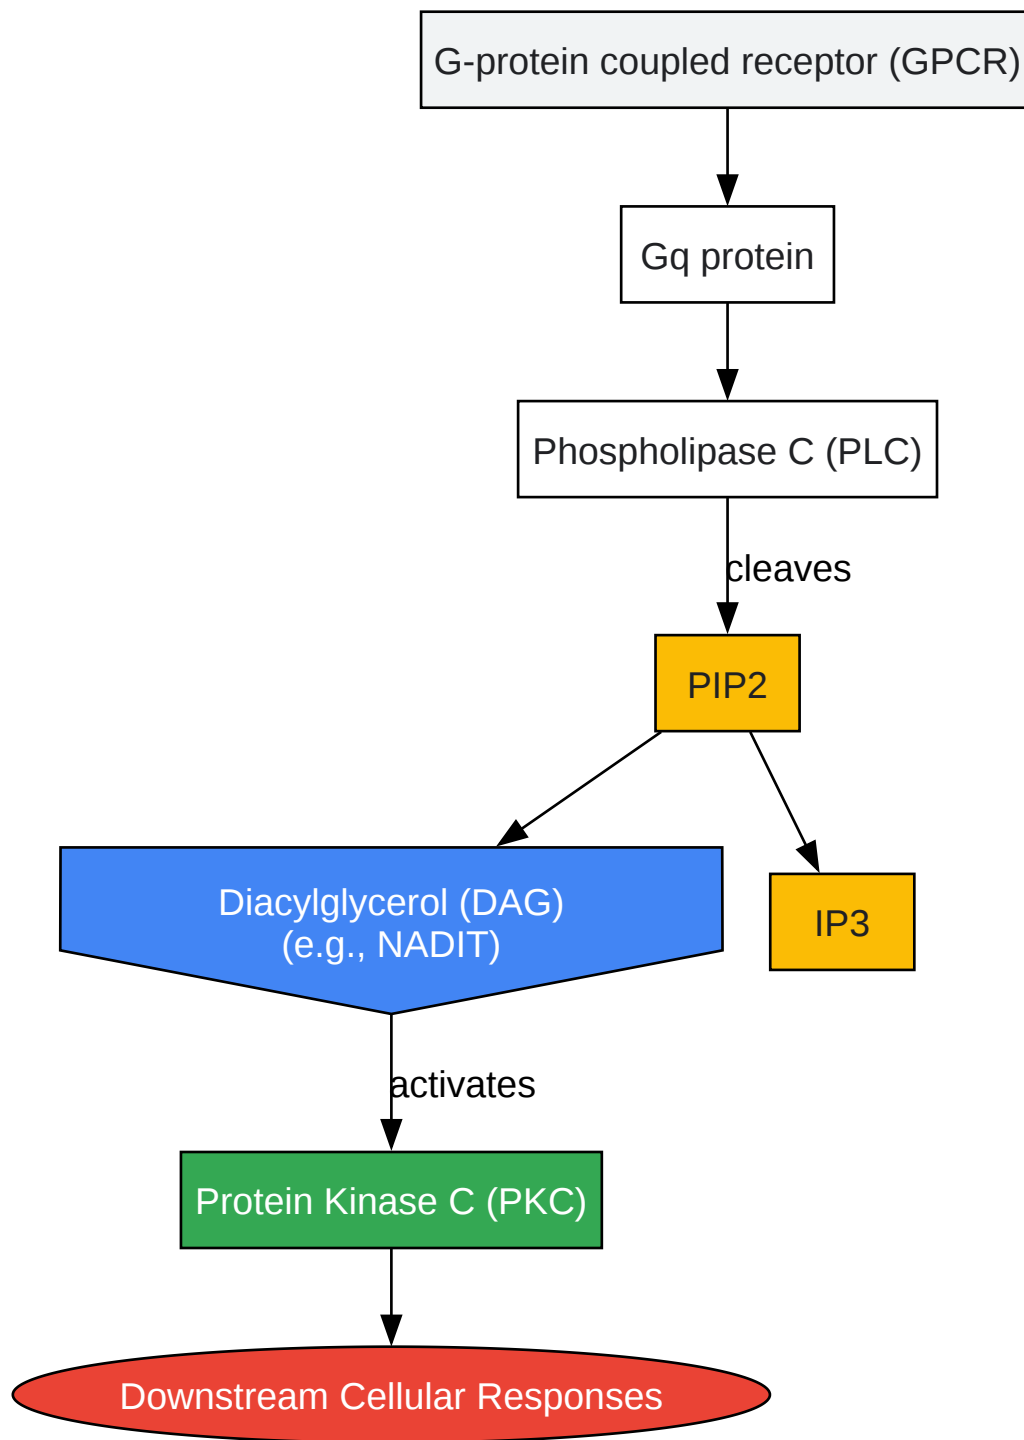 G-protein coupled receptor (GPCR)
Gq protein
Phospholipase C (PLC)
cleaves
PIP2
Diacylglycerol (DAG)
(e.g., NADIT)
IP3
activates
Protein Kinase C (PKC)
Downstream Cellular Responses